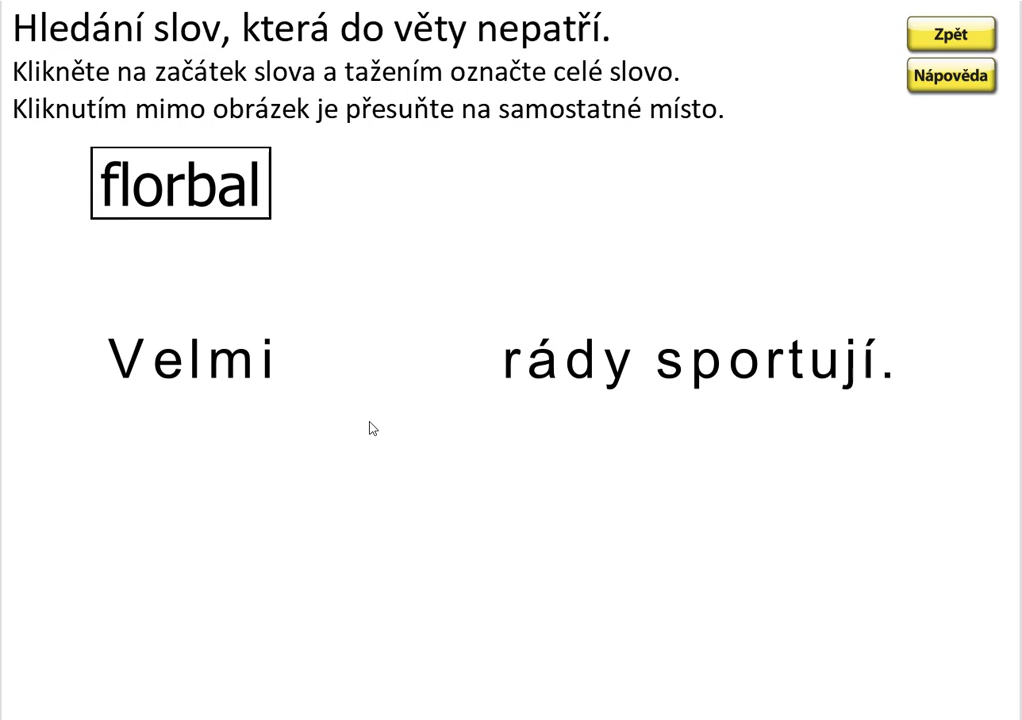 Hledání slov, která do věty nepatří.
Zpět
Klikněte na začátek slova a tažením označte celé slovo.
Nápověda
Kliknutím mimo obrázek je přesuňte na samostatné místo.
florbal
Velmi rády sportují.